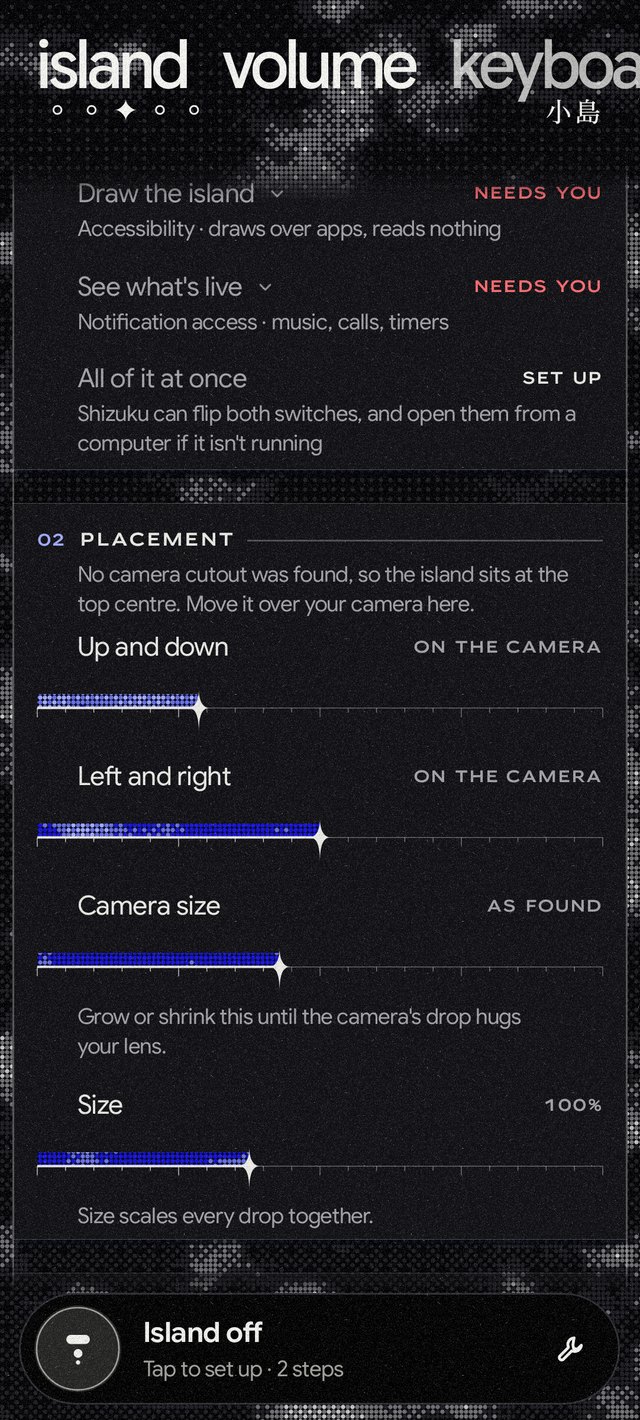 island volume keyboa
小島
Draw the island NEEDS YOU
Accessibility · draws over apps, reads nothing
See what's live NEEDS YOU
Notification access · music, calls, timers
All of it at once SET UP
Shizuku can flip both switches, and open them from a
computer if it isn't running
02 PLACEMENT
No camera cutout was found, so the island sits at the
top centre. Move it over your camera here.
Up and down ON THE CAMERA
Left and right ON THE CAMERA
Camera size AS FOUND
Grow or shrink this until the camera's drop hugs
your lens.
Size 100%
Size scales every drop together.
Island off
Tap to set up · 2 steps